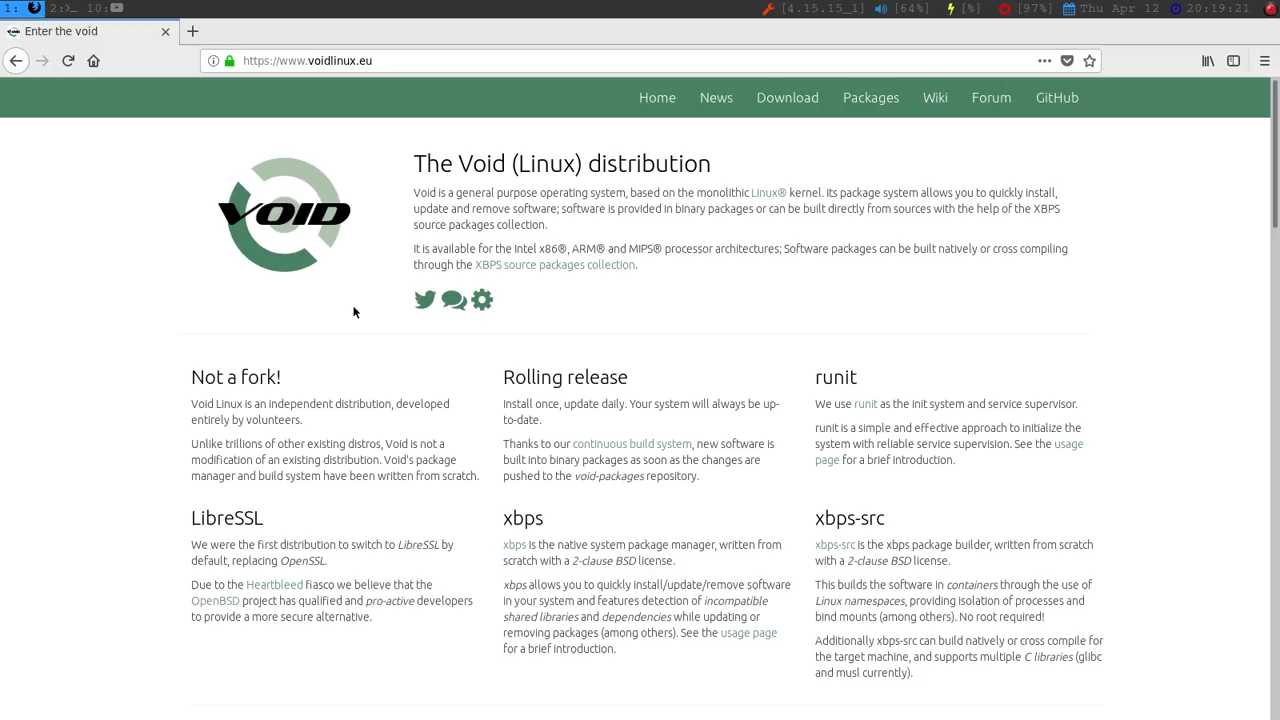 1: 2: 10: [4.15.15_1] [64%] [%] [97%] Thu Apr 12 20:19:21
Enter the void
https://www.voidlinux.eu
Home News Download Packages Wiki Forum GitHub
VOID
The Void (Linux) distribution
Void is a general purpose operating system, based on the monolithic Linux® kernel. Its package system allows you to quickly install,
update and remove software; software is provided in binary packages or can be built directly from sources with the help of the XBPS
source packages collection.
It is available for the Intel x86®, ARM® and MIPS® processor architectures; Software packages can be built natively or cross compiling
through the XBPS source packages collection.
Not a fork!
Void Linux is an independent distribution, developed
entirely by volunteers.
Unlike trillions of other existing distros, Void is not a
modification of an existing distribution. Void's package
manager and build system have been written from scratch.
Rolling release
Install once, update daily. Your system will always be up-
to-date.
Thanks to our continuous build system, new software is
built into binary packages as soon as the changes are
pushed to the void-packages repository.
runit
We use runit as the init system and service supervisor.
runit is a simple and effective approach to initialize the
system with reliable service supervision. See the usage
page for a brief introduction.
LibreSSL
We were the first distribution to switch to LibreSSL by
default, replacing OpenSSL.
Due to the Heartbleed fiasco we believe that the
OpenBSD project has qualified and pro-active developers
to provide a more secure alternative.
xbps
xbps is the native system package manager, written from
scratch with a 2-clause BSD license.
xbps allows you to quickly install/update/remove software
in your system and features detection of incompatible
shared libraries and dependencies while updating or
removing packages (among others). See the usage page
for a brief introduction.
xbps-src
xbps-src is the xbps package builder, written from scratch
with a 2-clause BSD license.
This builds the software in containers through the use of
Linux namespaces, providing isolation of processes and
bind mounts (among others). No root required!
Additionally xbps-src can build natively or cross compile for
the target machine, and supports multiple C libraries (glibc
and musl currently).